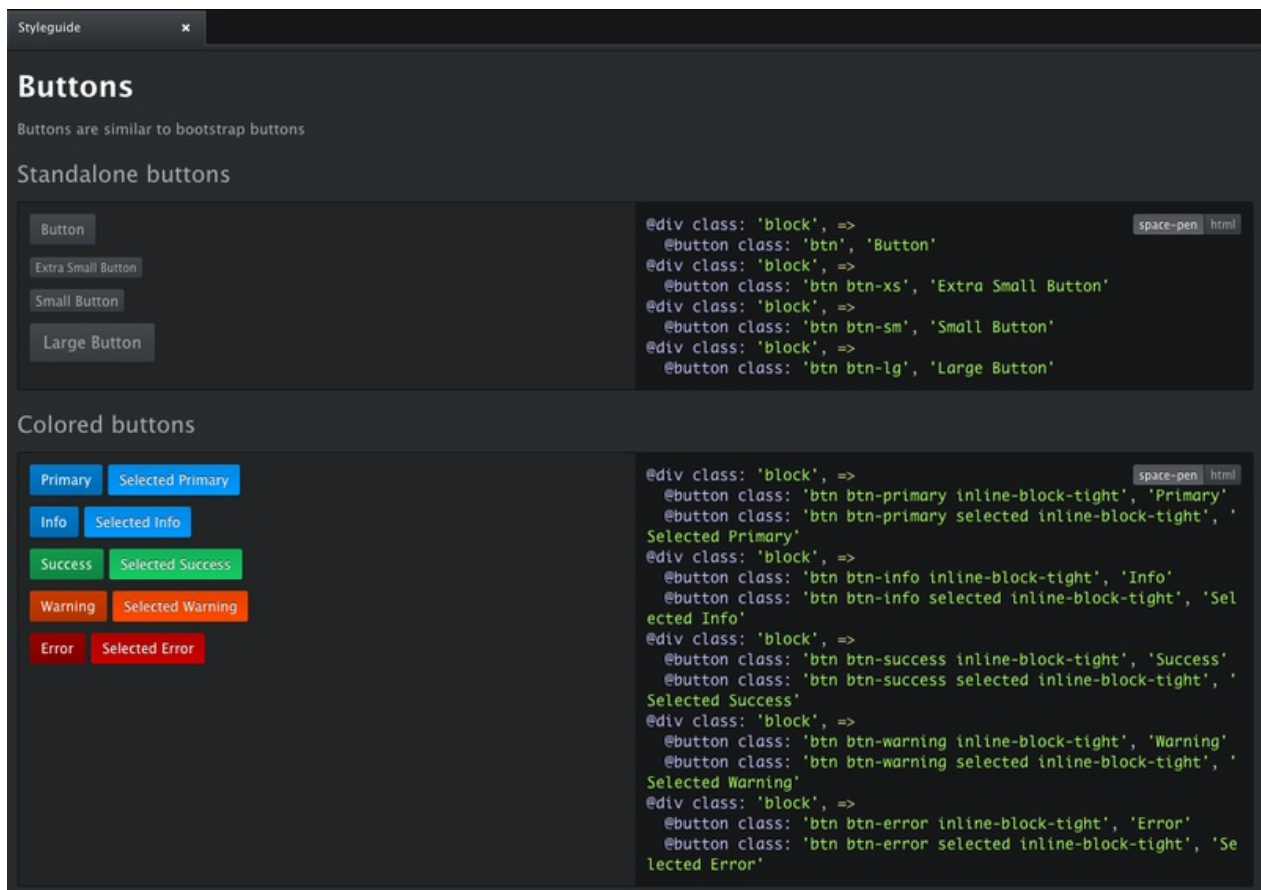 Styleguide ×
Buttons
Buttons are similar to bootstrap buttons
Standalone buttons
Button
Extra Small Button
Small Button
Large Button
space-pen html
@div class: 'block', =>
  @button class: 'btn', 'Button'
@div class: 'block', =>
  @button class: 'btn btn-xs', 'Extra Small Button'
@div class: 'block', =>
  @button class: 'btn btn-sm', 'Small Button'
@div class: 'block', =>
  @button class: 'btn btn-lg', 'Large Button'
Colored buttons
Primary Selected Primary
Info Selected Info
Success Selected Success
Warning Selected Warning
Error Selected Error
space-pen html
@div class: 'block', =>
  @button class: 'btn btn-primary inline-block-tight', 'Primary'
  @button class: 'btn btn-primary selected inline-block-tight', '
Selected Primary'
@div class: 'block', =>
  @button class: 'btn btn-info inline-block-tight', 'Info'
  @button class: 'btn btn-info selected inline-block-tight', 'Sel
ected Info'
@div class: 'block', =>
  @button class: 'btn btn-success inline-block-tight', 'Success'
  @button class: 'btn btn-success selected inline-block-tight', '
Selected Success'
@div class: 'block', =>
  @button class: 'btn btn-warning inline-block-tight', 'Warning'
  @button class: 'btn btn-warning selected inline-block-tight', '
Selected Warning'
@div class: 'block', =>
  @button class: 'btn btn-error inline-block-tight', 'Error'
  @button class: 'btn btn-error selected inline-block-tight', 'Se
lected Error'